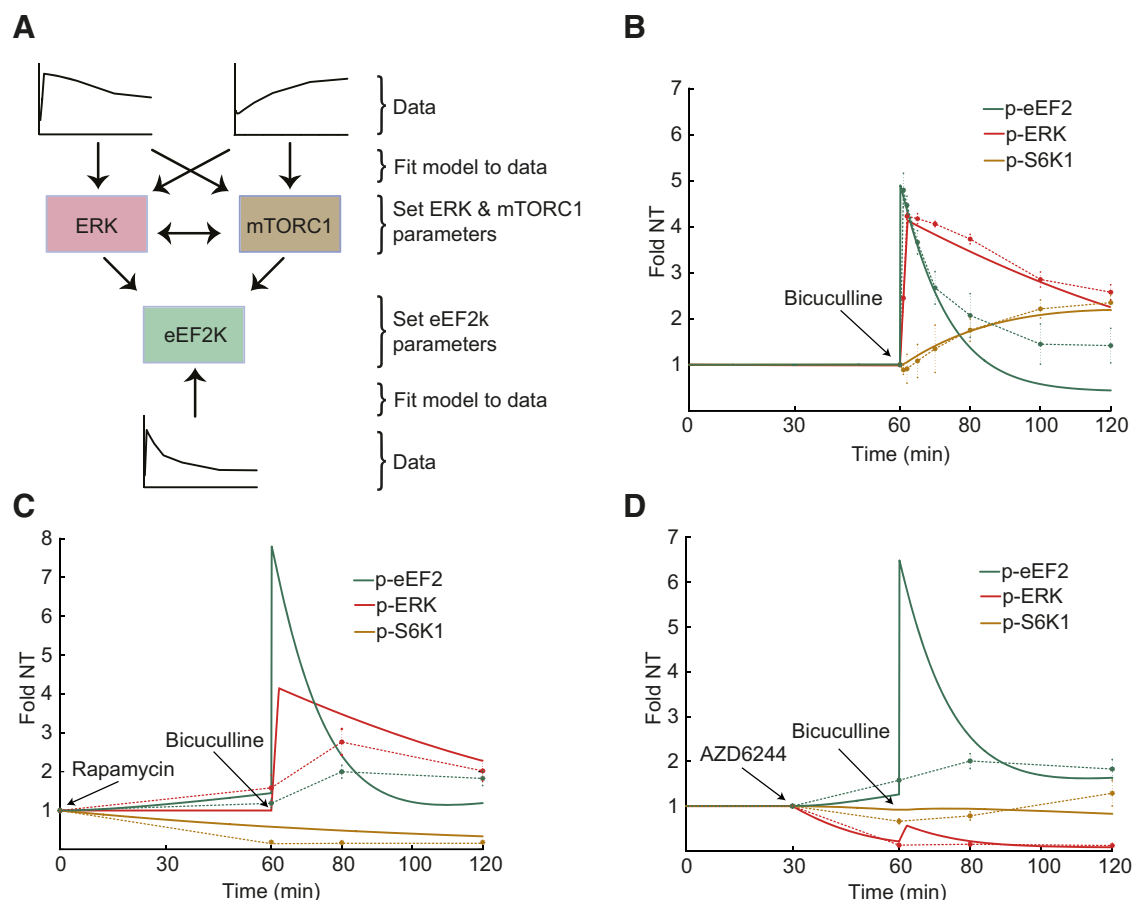 A
Data
Fit model to data
ERK
mTORC1
Set ERK & mTORC1
parameters
eEF2K
Set eEF2k
parameters
Fit model to data
Data
B
Fold NT
7
6
5
4
3
2
1
p-eEF2
p-ERK
p-S6K1
Bicuculline
0
30
60
80
100
120
Time (min)
C
Fold NT
8
7
6
5
4
3
2
1
p-eEF2
p-ERK
p-S6K1
Bicuculline
Rapamycin
0
30
60
80
100
120
Time (min)
D
Fold NT
7
6
5
4
3
2
1
p-eEF2
p-ERK
p-S6K1
Bicuculline
AZD6244
0
30
60
80
100
120
Time (min)